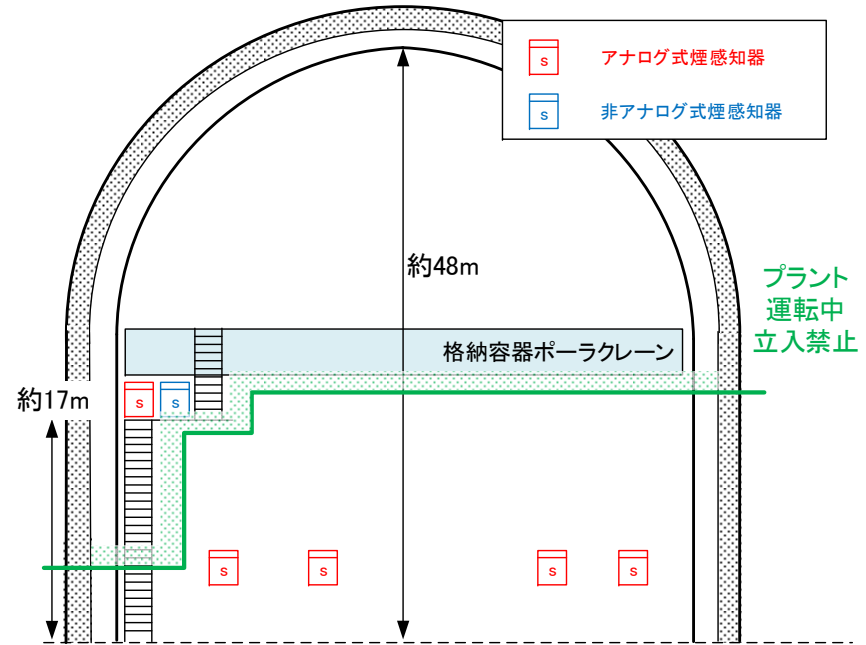 S アナログ式煙感知器
S 非アナログ式煙感知器
約48m
プラント
運転中
立入禁止
格納容器ポーラクレーン
約17m
S
S
S
S
S
S